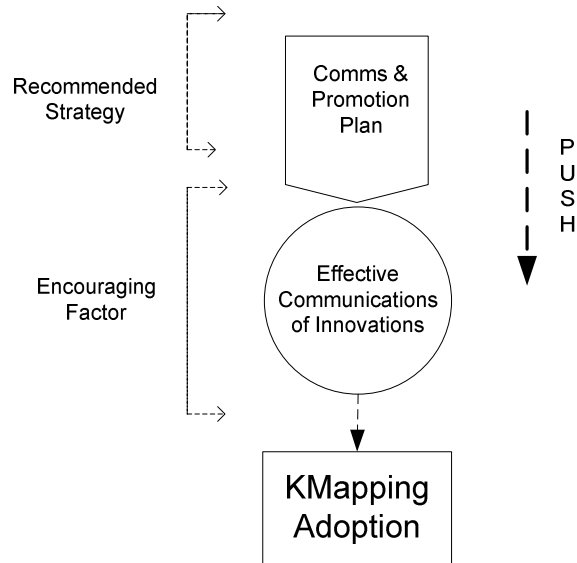 Recommended
Strategy
Comms &
Promotion
Plan
P
U
S
H
Encouraging
Factor
Effective
Communications
of Innovations
KMapping
Adoption